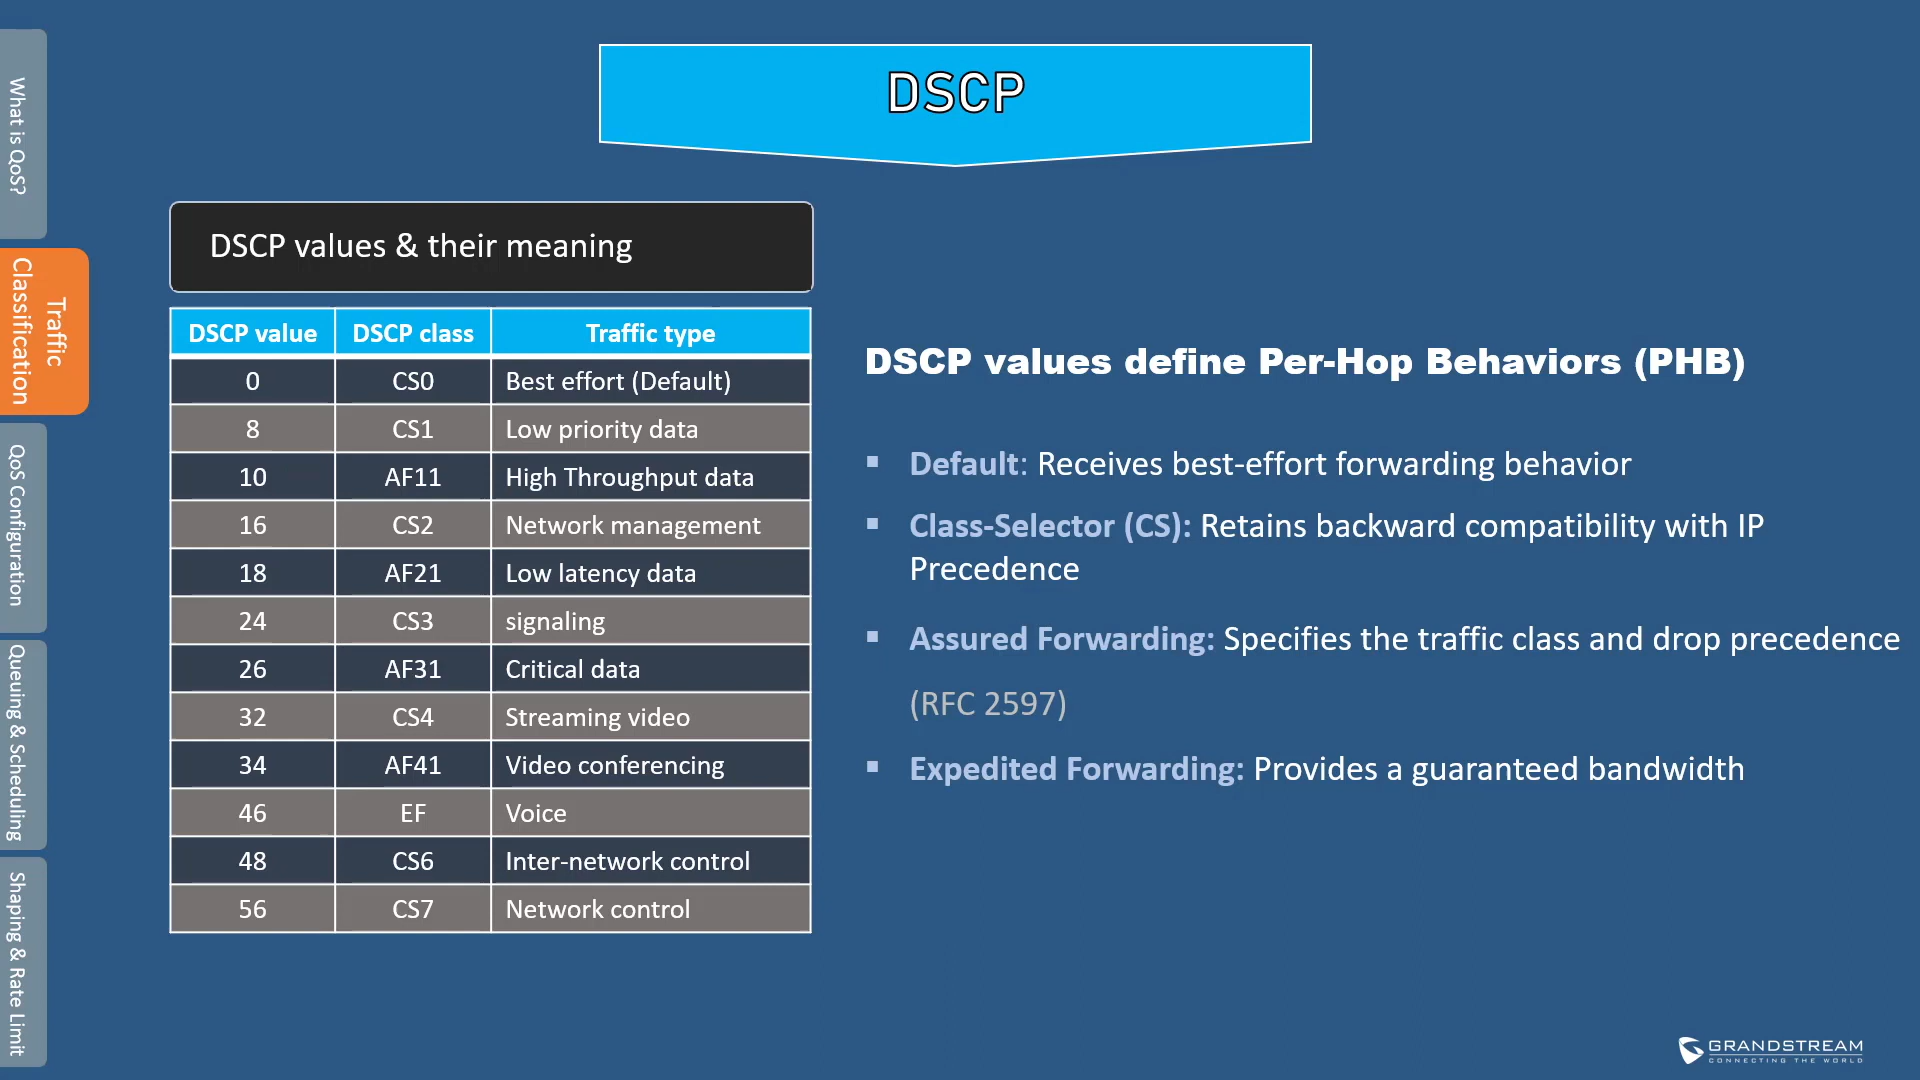 What is QoS?
Traffic
Classification
QoS Configuration
Queuing & Scheduling
Shaping & Rate Limit
DSCP
DSCP values & their meaning
DSCP value DSCP class Traffic type
0 CS0 Best effort (Default)
8 CS1 Low priority data
10 AF11 High Throughput data
16 CS2 Network management
18 AF21 Low latency data
24 CS3 signaling
26 AF31 Critical data
32 CS4 Streaming video
34 AF41 Video conferencing
46 EF Voice
48 CS6 Inter-network control
56 CS7 Network control
DSCP values define Per-Hop Behaviors (PHB)
▪ Default: Receives best-effort forwarding behavior
▪ Class-Selector (CS): Retains backward compatibility with IP
Precedence
▪ Assured Forwarding: Specifies the traffic class and drop precedence
(RFC 2597)
▪ Expedited Forwarding: Provides a guaranteed bandwidth
GRANDSTREAM
CONNECTING THE WORLD